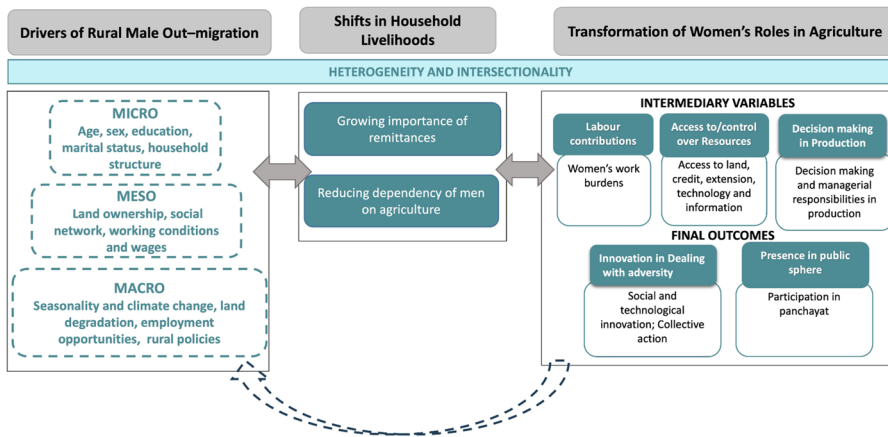 Drivers of Rural Male Out–migration
Shifts in Household
Livelihoods
Transformation of Women's Roles in Agriculture
HETEROGENEITY AND INTERSECTIONALITY
MICRO
Age, sex, education,
marital status, household
structure
MESO
Land ownership, social
network, working conditions
and wages
MACRO
Seasonality and climate change, land
degradation, employment
opportunities, rural policies
Growing importance of
remittances
Reducing dependency of men
on agriculture
INTERMEDIARY VARIABLES
Labour
contributions
Women's work
burdens
Access to/control
over Resources
Access to land,
credit, extension,
technology and
information
Decision making
in Production
Decision making
and managerial
responsibilities in
production
FINAL OUTCOMES
Innovation in Dealing
with adversity
Social and
technological
innovation; Collective
action
Presence in public
sphere
Participation in
panchayat